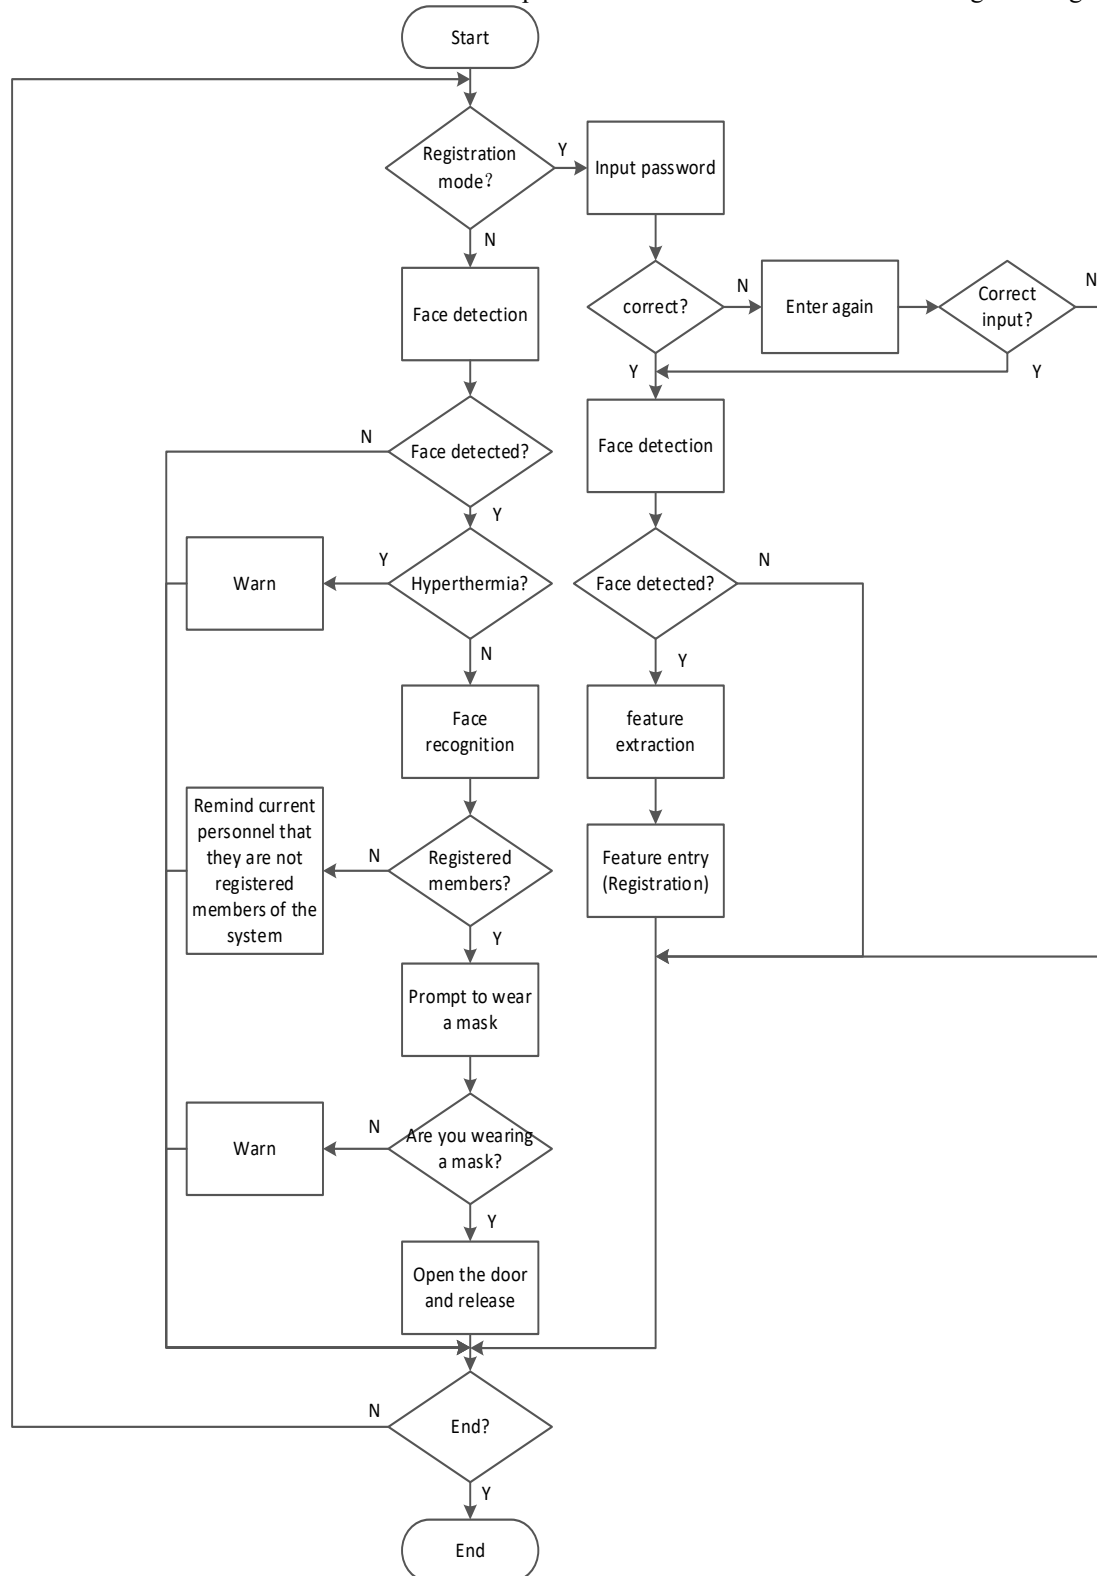 Start
Registration
mode?
Y
Input password
N
Face detection
correct?
N
Enter again
Correct
input?
N
Y
Y
Face detection
N
Face detected?
Y
Y
Hyperthermia?
Warn
N
Face detected?
N
Y
Face
recognition
feature
extraction
Remind current
personnel that
they are not
registered
members of the
system
N
Registered
members?
Y
Feature entry
(Registration)
Prompt to wear
a mask
Warn
N
Are you wearing
a mask?
Y
Open the door
and release
N
End?
Y
End